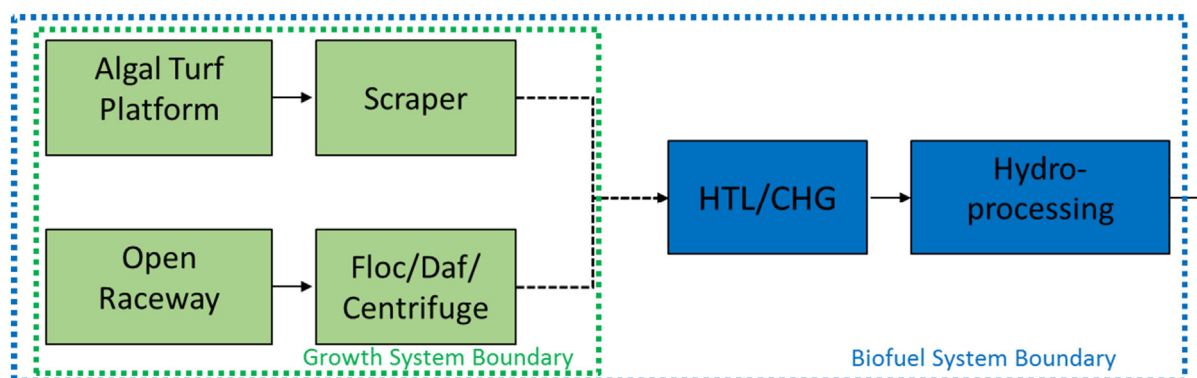 Algal Turf
Platform
Scraper
Open
Raceway
Floc/Daf/
Centrifuge
HTL/CHG
Hydro-
processing
Growth System Boundary
Biofuel System Boundary